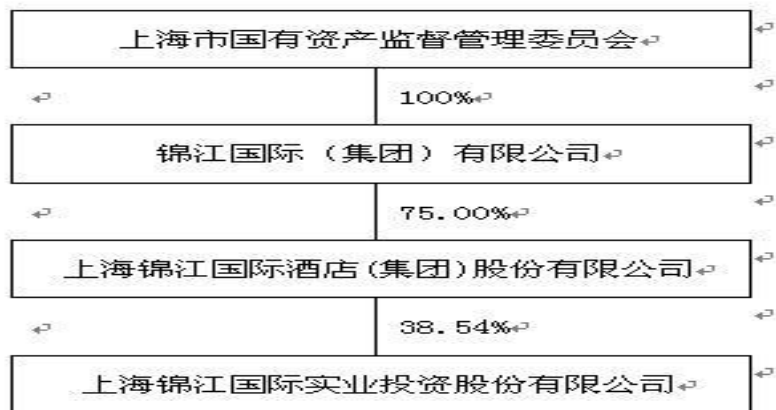 上海市国有资产监督管理委员会
100%
锦江国际（集团）有限公司
75.00%
上海锦江国际酒店(集团)股份有限公司
38.54%
上海锦江国际实业投资股份有限公司